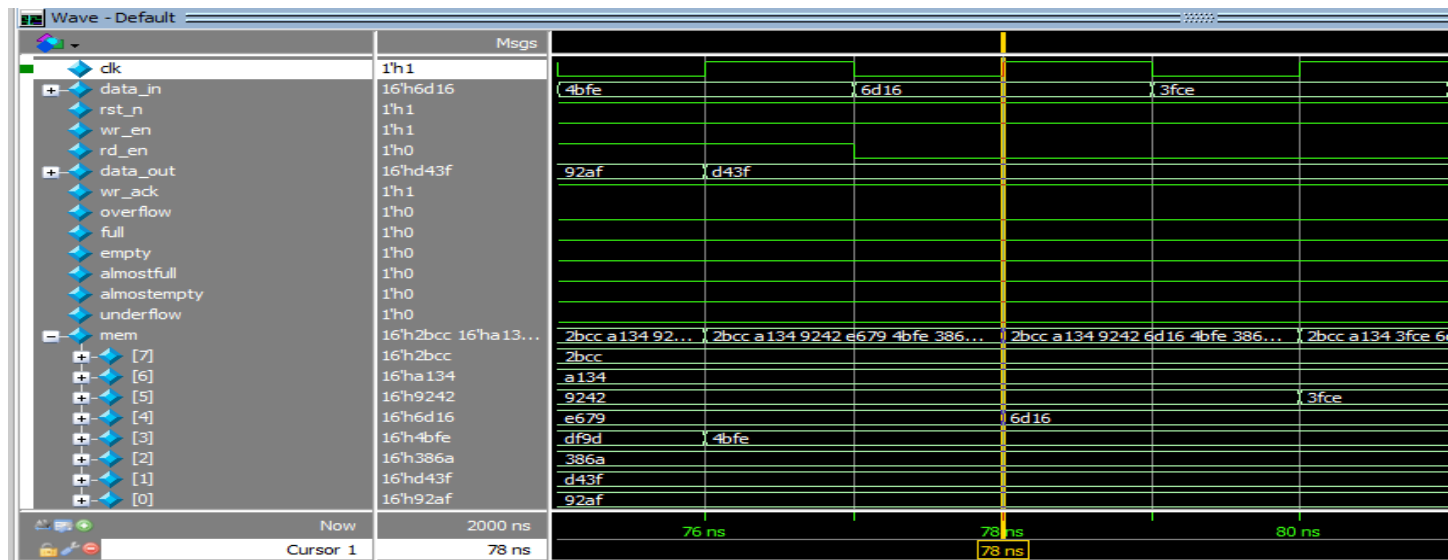 Wave - Default
Msgs
clk 1'h1
data_in 16'h6d16 4bfe 6d16 3fce
rst_n 1'h1
wr_en 1'h1
rd_en 1'h0
data_out 16'hd43f 92af d43f
wr_ack 1'h1
overflow 1'h0
full 1'h0
empty 1'h0
almostfull 1'h0
almostempty 1'h0
underflow 1'h0
mem 16'h2bcc 16'ha13... 2bcc a134 92... 2bcc a134 9242 e679 4bfe 386... 2bcc a134 9242 6d16 4bfe 386... 2bcc a134 3fce 6
[7] 16'h2bcc 2bcc
[6] 16'ha134 a134
[5] 16'h9242 9242 3fce
[4] 16'h6d16 e679 6d16
[3] 16'h4bfe df9d 4bfe
[2] 16'h386a 386a
[1] 16'hd43f d43f
[0] 16'h92af 92af
Now 2000 ns 76 ns 78 ns 80 ns
Cursor 1 78 ns 78 ns